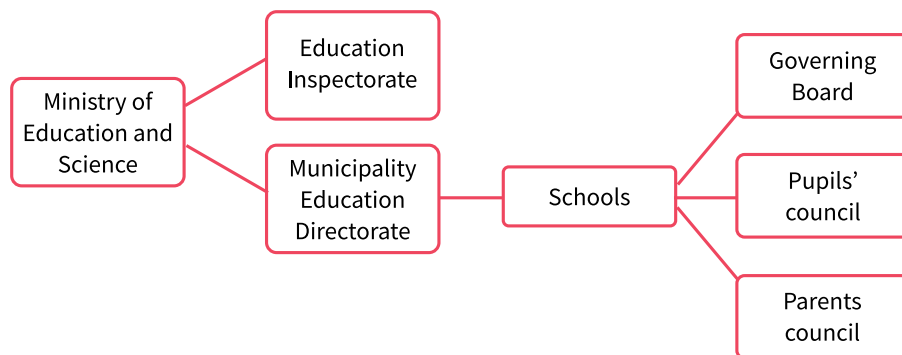 Ministry of
Education and
Science
Education
Inspectorate
Municipality
Education
Directorate
Schools
Governing
Board
Pupils’
council
Parents
council